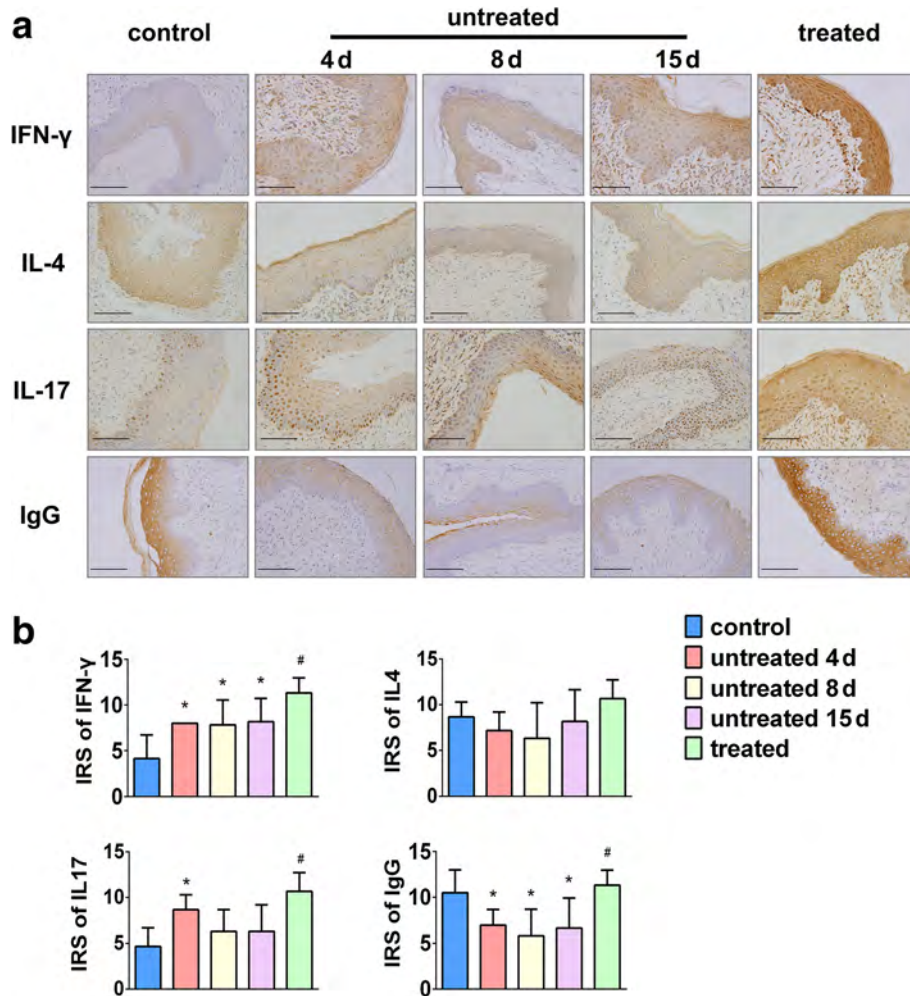 a
control
untreated
4 d
8 d
15 d
treated
IFN-γ
IL-4
IL-17
IgG
b
IRS of IFN-γ
15
10
5
0
*
*
*
#
IRS of IL4
15
10
5
0
control
untreated 4 d
untreated 8 d
untreated 15 d
treated
IRS of IL17
15
10
5
0
*
#
IRS of IgG
15
10
5
0
*
*
*
#